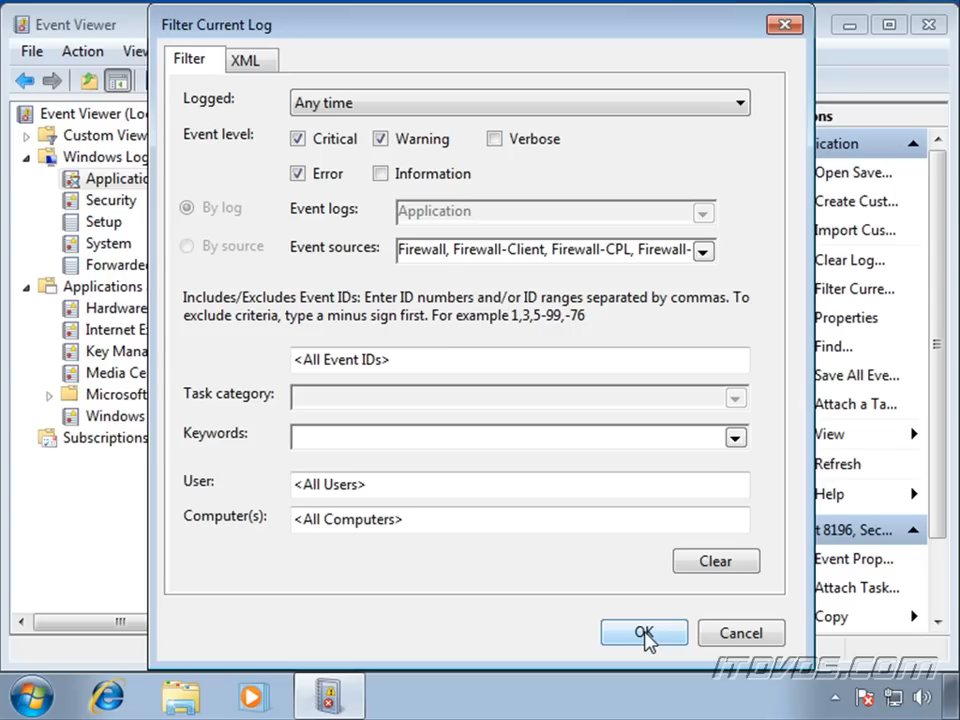 Event Viewer
File Action View
Event Viewer (Loc
Custom View
Windows Log
Applicatio
Security
Setup
System
Forwarde
Applications
Hardware
Internet E
Key Mana
Media Ce
Microsoft
Windows
Subscriptions
Filter Current Log
Filter XML
Logged: Any time
Event level: Critical Warning Verbose
Error Information
By log Event logs: Application
By source Event sources: Firewall, Firewall-Client, Firewall-CPL, Firewall-
Includes/Excludes Event IDs: Enter ID numbers and/or ID ranges separated by commas. To
exclude criteria, type a minus sign first. For example 1,3,5-99,-76
<All Event IDs>
Task category:
Keywords:
User: <All Users>
Computer(s): <All Computers>
Clear
OK Cancel
ons
ication
Open Save...
Create Cust...
Import Cus...
Clear Log...
Filter Curre...
Properties
Find...
Save All Eve...
Attach a Ta...
View
Refresh
Help
t 8196, Sec...
Event Prop...
Attach Task...
Copy
ITdvds.com